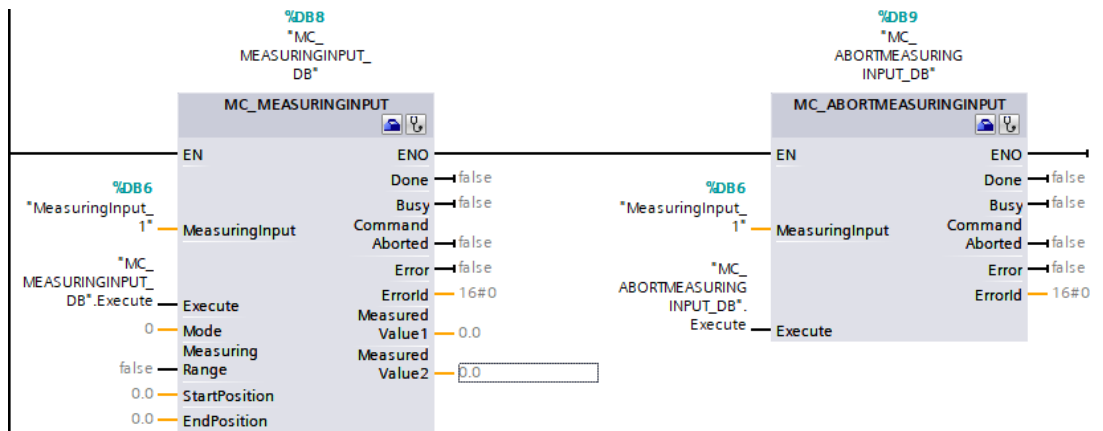 %DB8
"MC_
MEASURINGINPUT_
DB"
MC_MEASURINGINPUT
EN
ENO
Done
false
%DB6
"MeasuringInput_
1"
MeasuringInput
Busy
false
Command
Aborted
false
"MC_
MEASURINGINPUT_
DB".Execute
Execute
Error
false
ErrorId
16#0
0
Mode
Measured
Value1
0.0
false
Measuring
Range
Measured
Value2
0.0
0.0
StartPosition
0.0
EndPosition
%DB9
"MC_
ABORTMEASURING
INPUT_DB"
MC_ABORTMEASURINGINPUT
EN
ENO
Done
false
%DB6
"MeasuringInput_
1"
MeasuringInput
Busy
false
Command
Aborted
false
"MC_
ABORTMEASURING
INPUT_DB".
Execute
Execute
Error
false
ErrorId
16#0